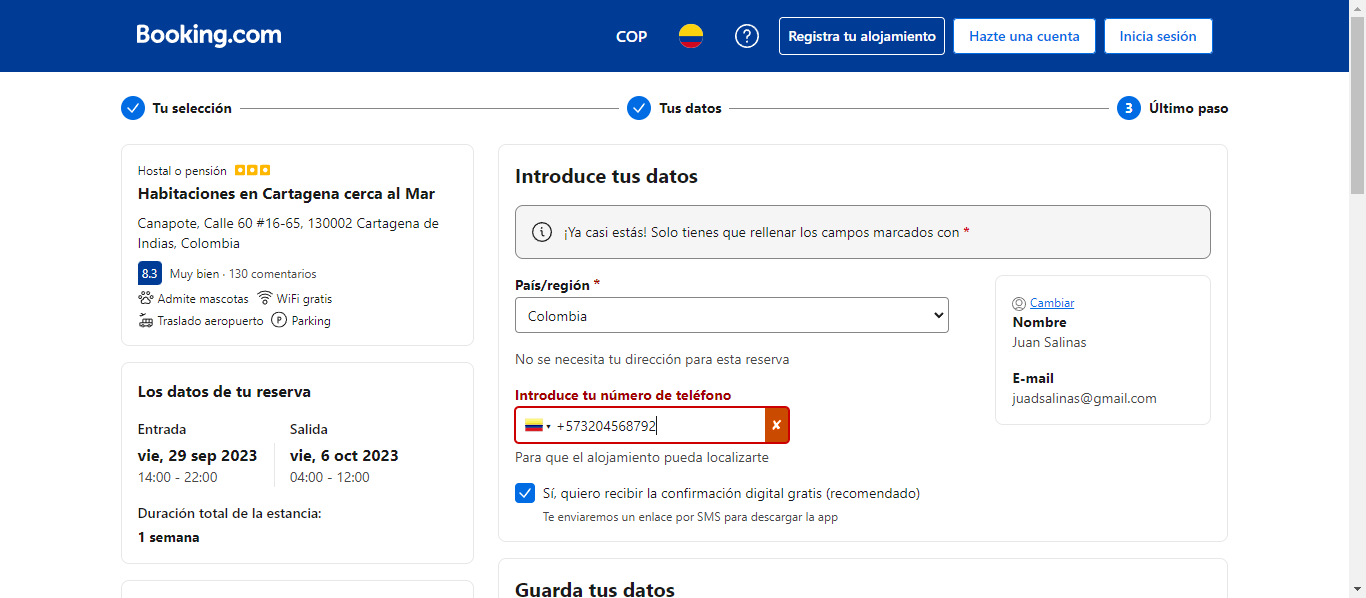 Booking.com
COP
Registra tu alojamiento
Hazte una cuenta
Inicia sesión
Tu selección
Tus datos
3 Último paso
Hostal o pensión
Habitaciones en Cartagena cerca al Mar
Canapote, Calle 60 #16-65, 130002 Cartagena de
Indias, Colombia
8.3 Muy bien · 130 comentarios
Admite mascotas WiFi gratis
Traslado aeropuerto P Parking
Los datos de tu reserva
Entrada
vie, 29 sep 2023
14:00 - 22:00
Salida
vie, 6 oct 2023
04:00 - 12:00
Duración total de la estancia:
1 semana
Introduce tus datos
¡Ya casi estás! Solo tienes que rellenar los campos marcados con *
País/región *
Colombia
No se necesita tu dirección para esta reserva
Introduce tu número de teléfono
+573204568792
Para que el alojamiento pueda localizarte
Sí, quiero recibir la confirmación digital gratis (recomendado)
Te enviaremos un enlace por SMS para descargar la app
Cambiar
Nombre
Juan Salinas
E-mail
juadsalinas@gmail.com
Guarda tus datos